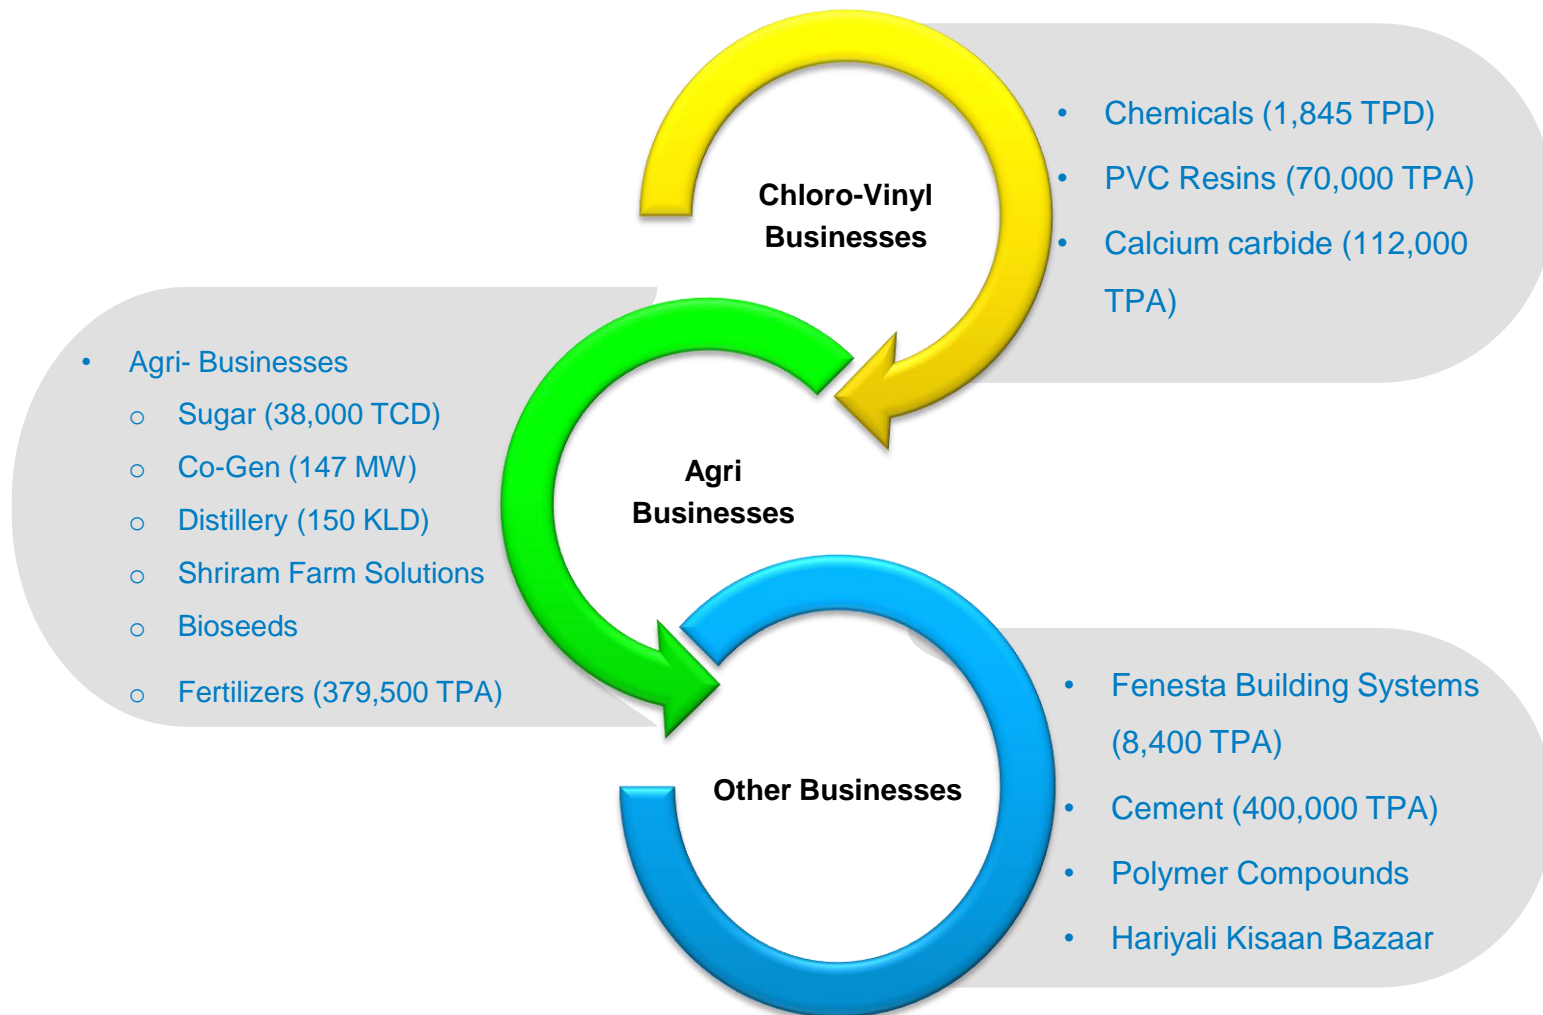 Chloro-Vinyl
Businesses
• Chemicals (1,845 TPD)
• PVC Resins (70,000 TPA)
• Calcium carbide (112,000
TPA)
• Agri- Businesses
o Sugar (38,000 TCD)
o Co-Gen (147 MW)
o Distillery (150 KLD)
o Shriram Farm Solutions
o Bioseeds
o Fertilizers (379,500 TPA)
Agri
Businesses
Other Businesses
• Fenesta Building Systems
(8,400 TPA)
• Cement (400,000 TPA)
• Polymer Compounds
• Hariyali Kisaan Bazaar